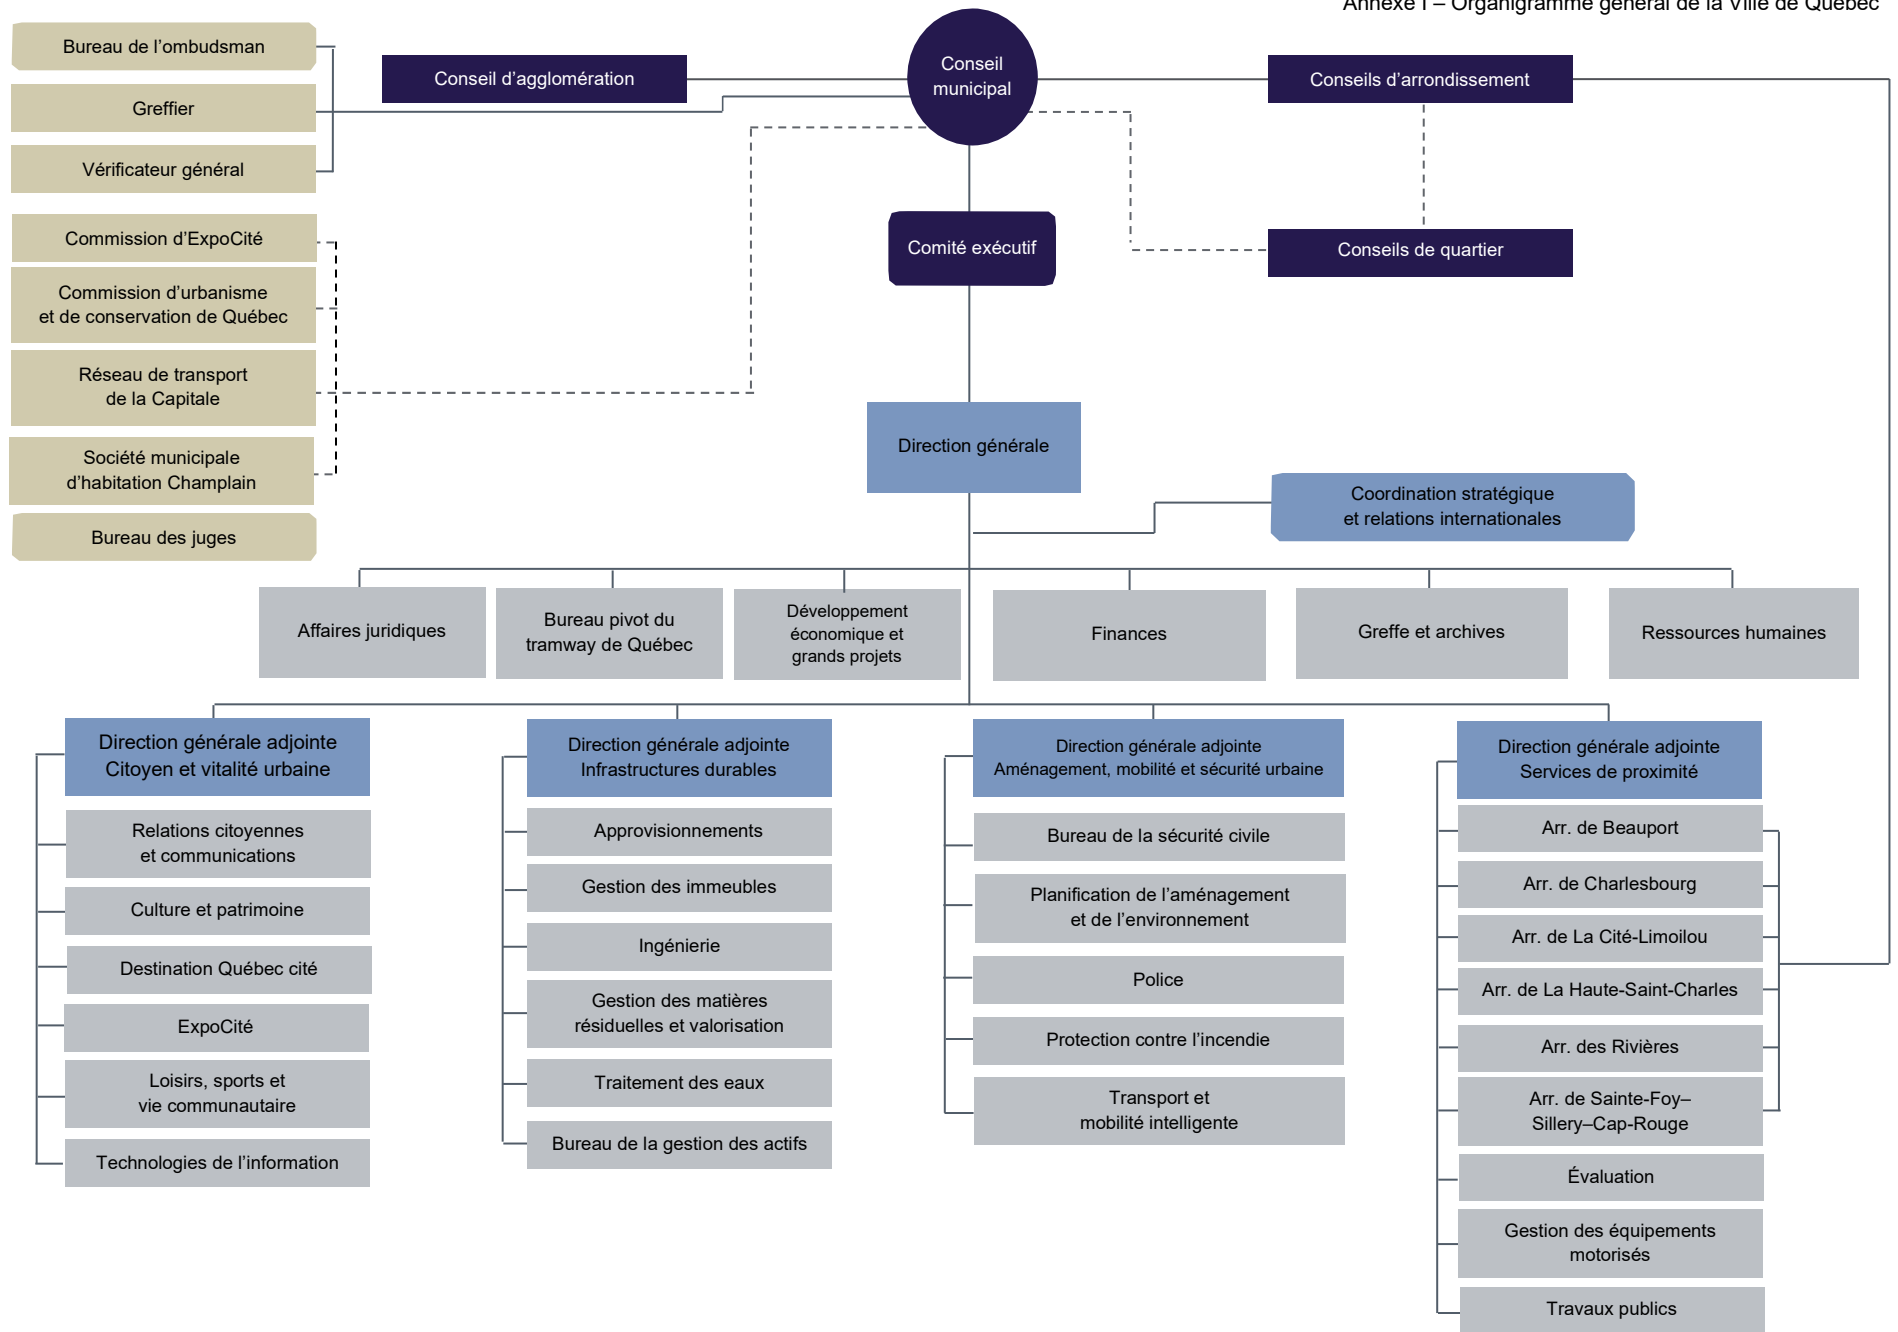 Annexe I – Organigramme général de la Ville de Québec
Bureau de l’ombudsman
Greffier
Vérificateur général
Conseil d’agglomération
Conseil
municipal
Conseils d’arrondissement
Comité exécutif
Conseils de quartier
Commission d’ExpoCité
Commission d’urbanisme
et de conservation de Québec
Réseau de transport
de la Capitale
Société municipale
d’habitation Champlain
Bureau des juges
Direction générale
Coordination stratégique
et relations internationales
Affaires juridiques
Bureau pivot du
tramway de Québec
Développement
économique et
grands projets
Finances
Greffe et archives
Ressources humaines
Direction générale adjointe
Citoyen et vitalité urbaine
Relations citoyennes
et communications
Culture et patrimoine
Destination Québec cité
ExpoCité
Loisirs, sports et
vie communautaire
Technologies de l’information
Direction générale adjointe
Infrastructures durables
Approvisionnements
Gestion des immeubles
Ingénierie
Gestion des matières
résiduelles et valorisation
Traitement des eaux
Bureau de la gestion des actifs
Direction générale adjointe
Aménagement, mobilité et sécurité urbaine
Bureau de la sécurité civile
Planification de l’aménagement
et de l’environnement
Police
Protection contre l’incendie
Transport et
mobilité intelligente
Direction générale adjointe
Services de proximité
Arr. de Beauport
Arr. de Charlesbourg
Arr. de La Cité-Limoilou
Arr. de La Haute-Saint-Charles
Arr. des Rivières
Arr. de Sainte-Foy–
Sillery–Cap-Rouge
Évaluation
Gestion des équipements
motorisés
Travaux publics